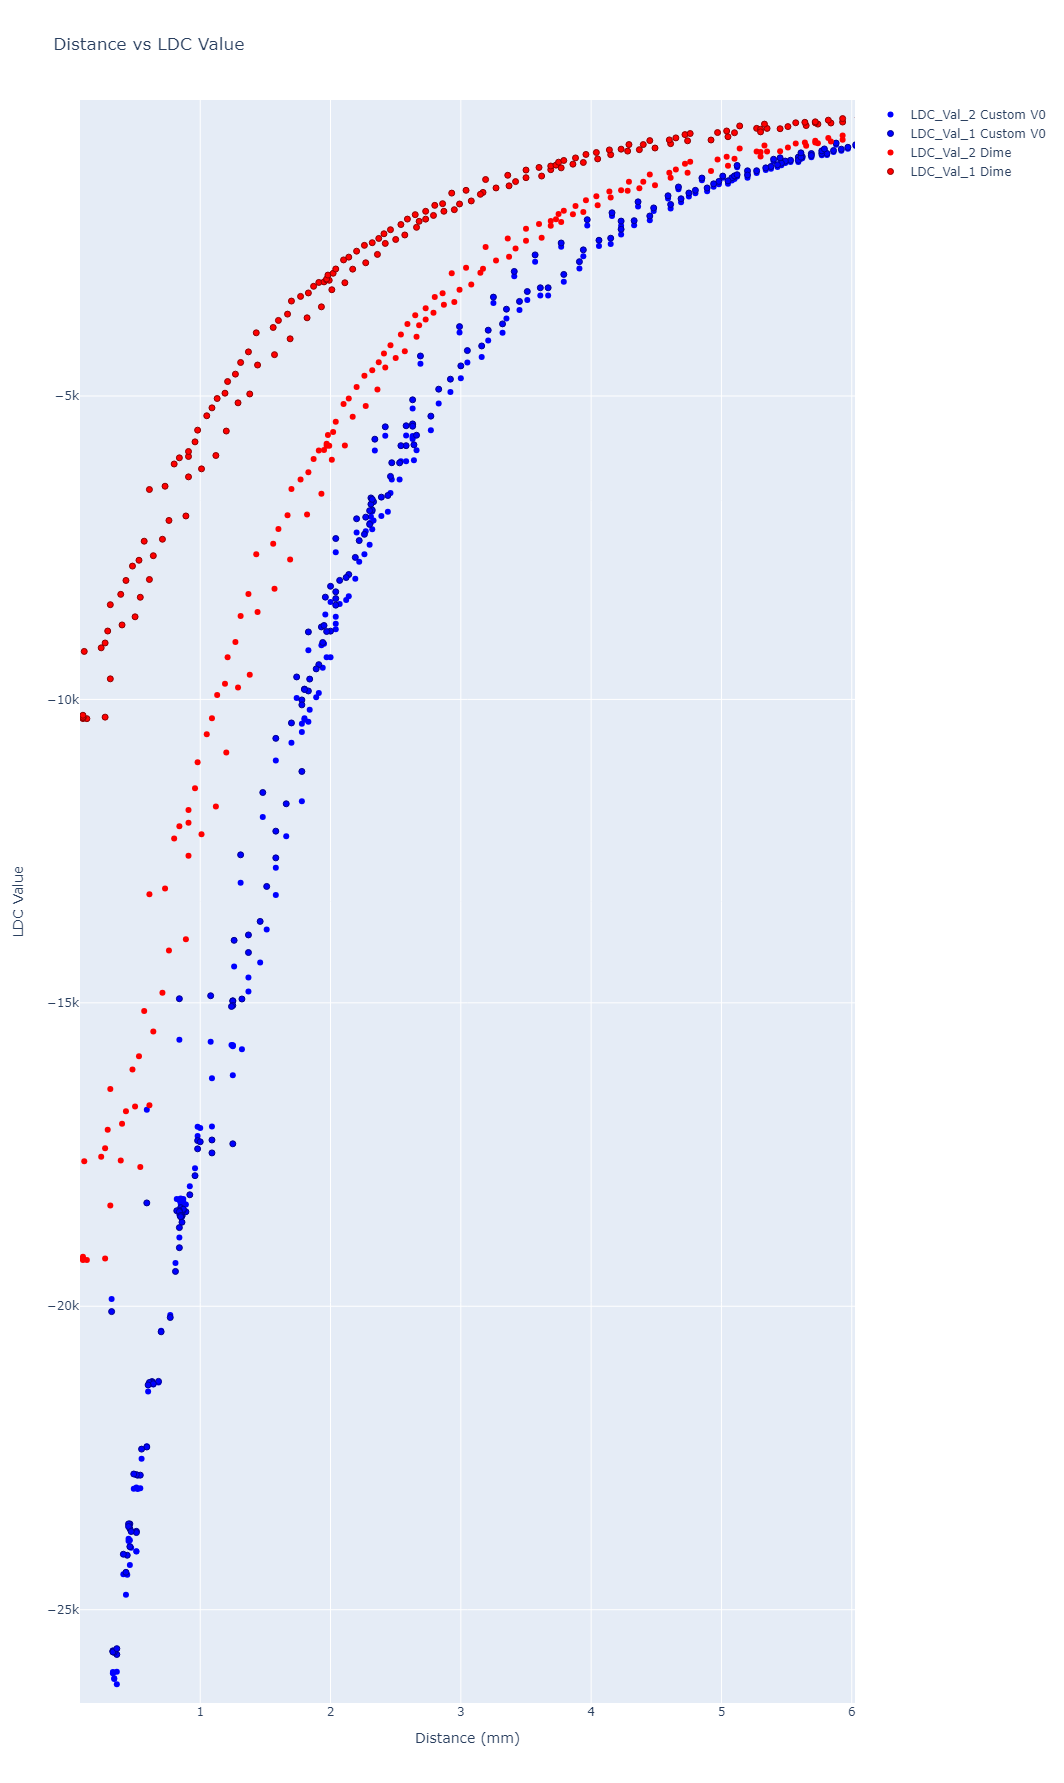 Distance vs LDC Value
LDC_Val_2 Custom V0
LDC_Val_1 Custom V0
LDC_Val_2 Dime
LDC_Val_1 Dime
−5k
−10k
−15k
−20k
−25k
LDC Value
1 2 3 4 5 6
Distance (mm)